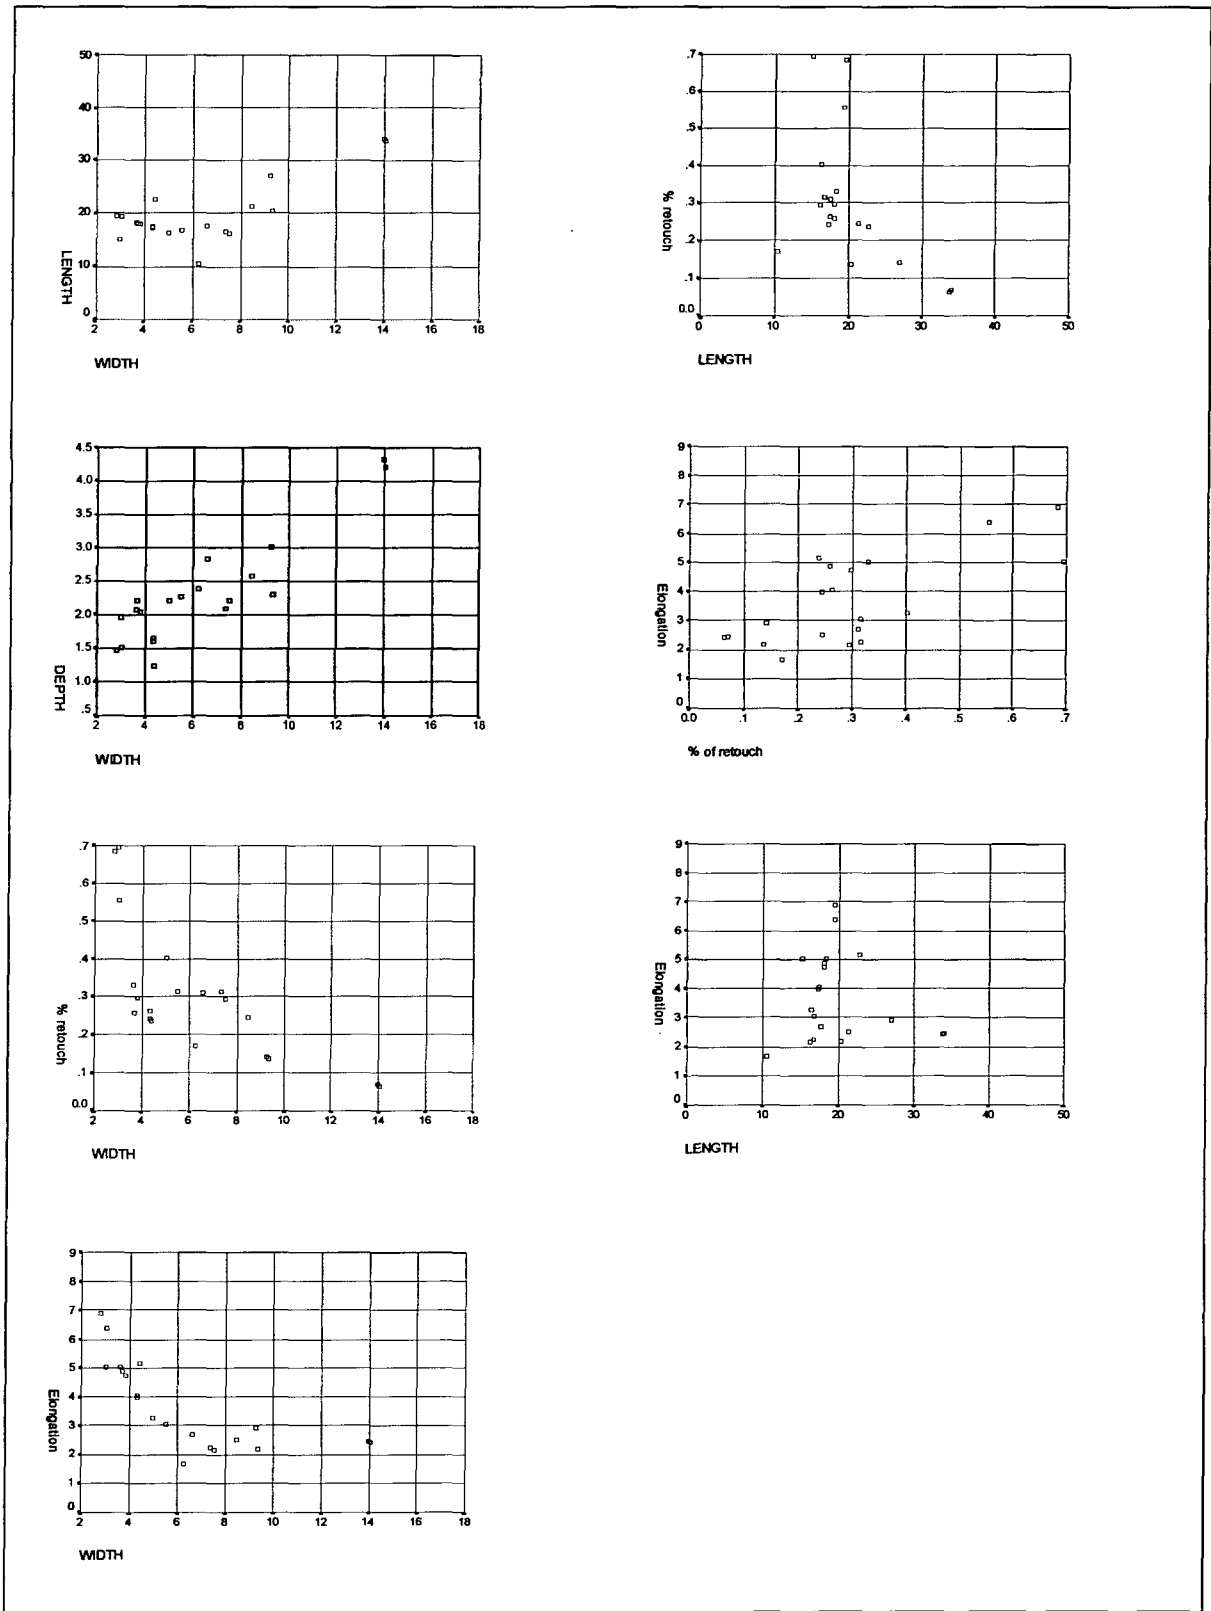 50
40
30
20
10
0
LENGTH
2 4 6 8 10 12 14 16 18
WIDTH
.7
.6
.5
.4
.3
.2
.1
0.0
% retouch
0 10 20 30 40 50
LENGTH
4.5
4.0
3.5
3.0
2.5
2.0
1.5
1.0
.5
DEPTH
2 4 6 8 10 12 14 16 18
WIDTH
9
8
7
6
5
4
3
2
1
0
Elongation
0.0 .1 .2 .3 .4 .5 .6 .7
% of retouch
.7
.6
.5
.4
.3
.2
.1
0.0
% retouch
2 4 6 8 10 12 14 16 18
WIDTH
9
8
7
6
5
4
3
2
1
0
Elongation
0 10 20 30 40 50
LENGTH
9
8
7
6
5
4
3
2
1
0
Elongation
2 4 6 8 10 12 14 16 18
WIDTH